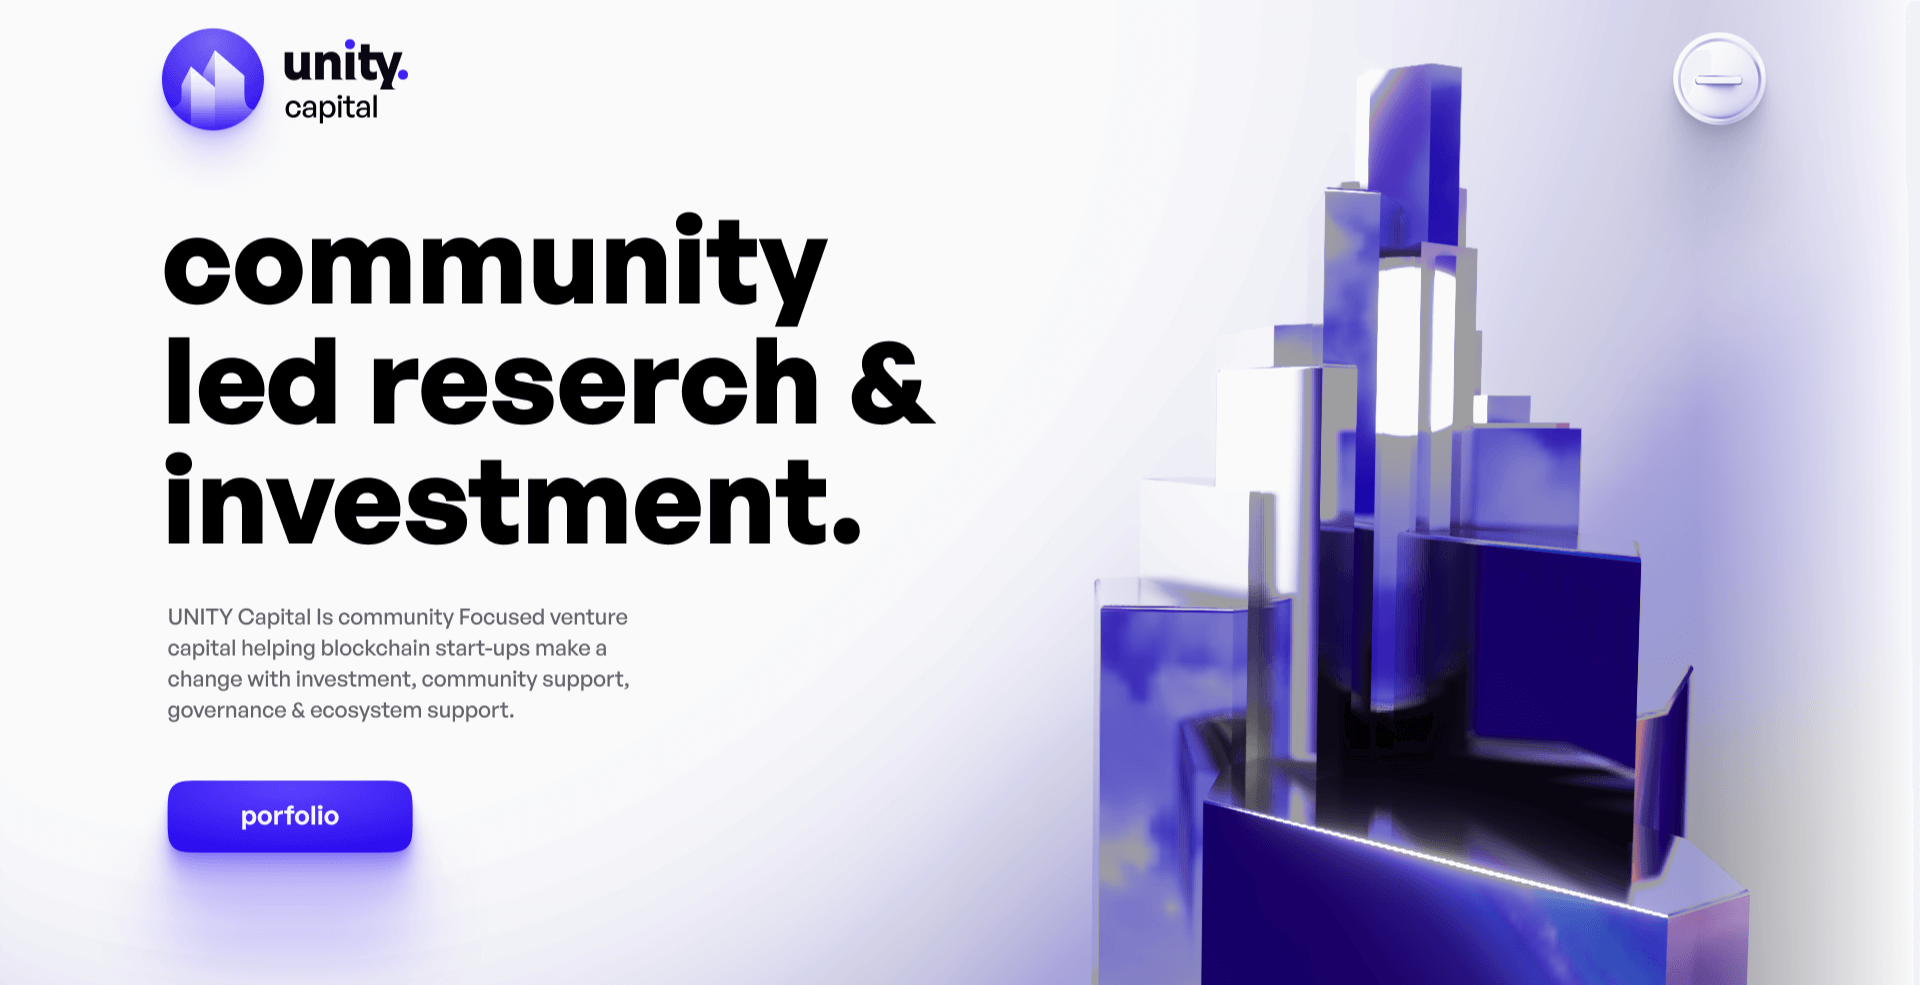 unity.
capital
community
led reserch &
investment.
UNITY Capital Is community Focused venture
capital helping blockchain start-ups make a
change with investment, community support,
governance & ecosystem support.
porfolio